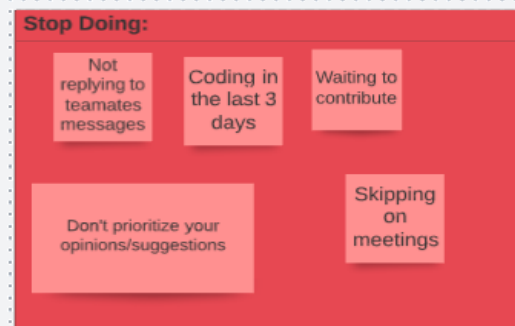 Stop Doing:
Not
replying to
teamates
messages
Coding in
the last 3
days
Waiting to
contribute
Don't prioritize your
opinions/suggestions
Skipping
on
meetings